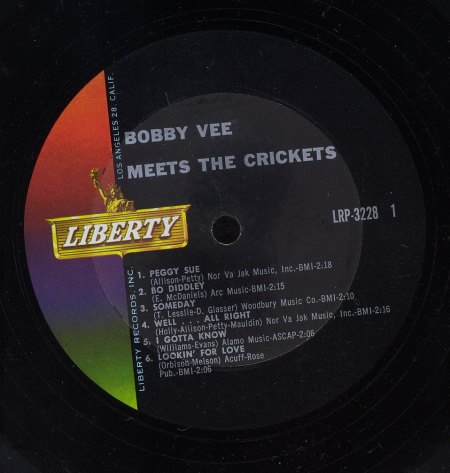 BOBBY VEE
MEETS THE CRICKETS
LRP-3228 1
LIBERTY
LIBERTY RECORDS, INC.
LOS ANGELES 28, CALIF.
1. PEGGY SUE
(Allison-Petty) Nor Va Jak Music, Inc.-BMI-2:18
2. BO DIDDLEY
(E. McDaniels) Arc Music-BMI-2:15
3. SOMEDAY
(T. Lesslie-D. Glasser) Woodbury Music Co.-BMI-2:10
4. WELL . . . ALL RIGHT
(Holly-Allison-Petty-Mauldin) Nor Va Jak Music, Inc.-BMI-2:16
5. I GOTTA KNOW
(Williams-Evans) Alamo Music-ASCAP-2:06
6. LOOKIN' FOR LOVE
(Orbison-Melson) Acuff-Rose
Pub.-BMI-2:06